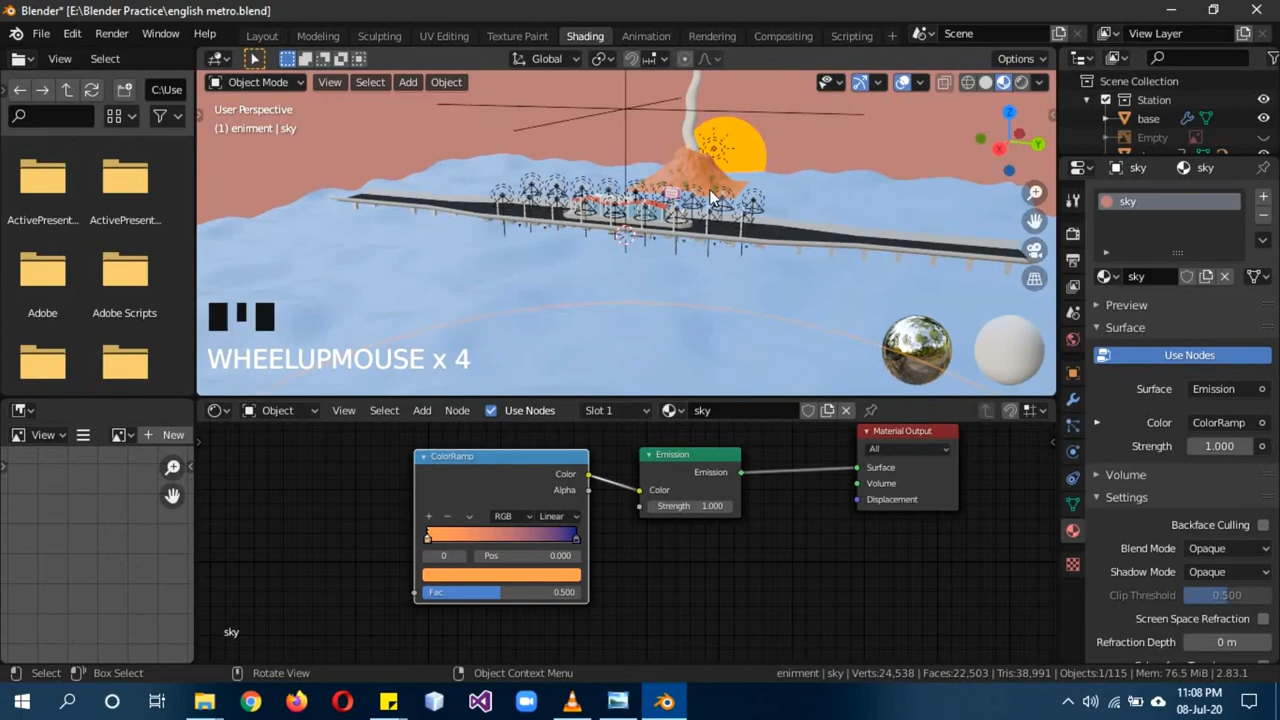 Blender* [E:\Blender Practice\english metro.blend]
File Edit Render Window Help Layout Modeling Sculpting UV Editing Texture Paint Shading Animation Rendering Compositing Scripting + Scene View Layer
View Select Global Options
C:\Use Object Mode View Select Add Object Scene Collection
Station
User Perspective base
(1) enirment | sky Empty
sky sky
ActivePresent... ActivePresent... sky
sky
Adobe Adobe Scripts Preview
Surface
Use Nodes
WHEELUPMOUSE x 4
Surface Emission
Object View Select Add Node Use Nodes Slot 1 sky
Color ColorRamp
View New Material Output
Strength 1.000
ColorRamp Emission All
Color Emission Surface Volume
Alpha Color Volume
Strength 1.000 Displacement Settings
RGB Linear Backface Culling
Blend Mode Opaque
0 Pos 0.000 Shadow Mode Opaque
Fac 0.500 Clip Threshold 0.500
Screen Space Refraction
sky Refraction Depth 0 m
Select Box Select Rotate View Object Context Menu enirment | sky | Verts:24,538 | Faces:22,503 | Tris:38,991 | Objects:1/115 | Mem: 76.5 MiB | 2.83.1
11:08 PM
08-Jul-20